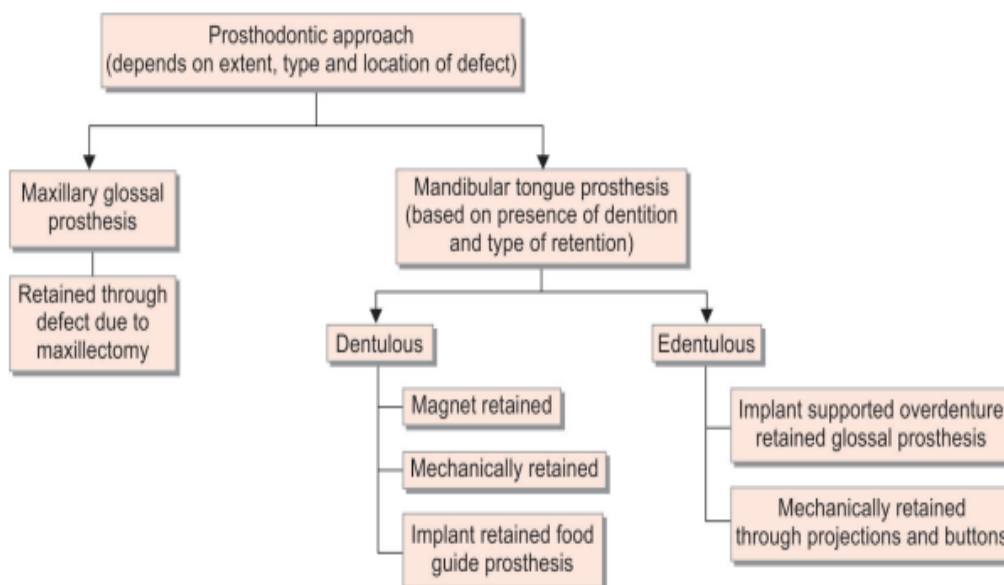 Prosthodontic approach
(depends on extent, type and location of defect)
Maxillary glossal
prosthesis
Retained through
defect due to
maxillectomy
Mandibular tongue prosthesis
(based on presence of dentition
and type of retention)
Dentulous
Magnet retained
Mechanically retained
Implant retained food
guide prosthesis
Edentulous
Implant supported overdenture
retained glossal prosthesis
Mechanically retained
through projections and buttons